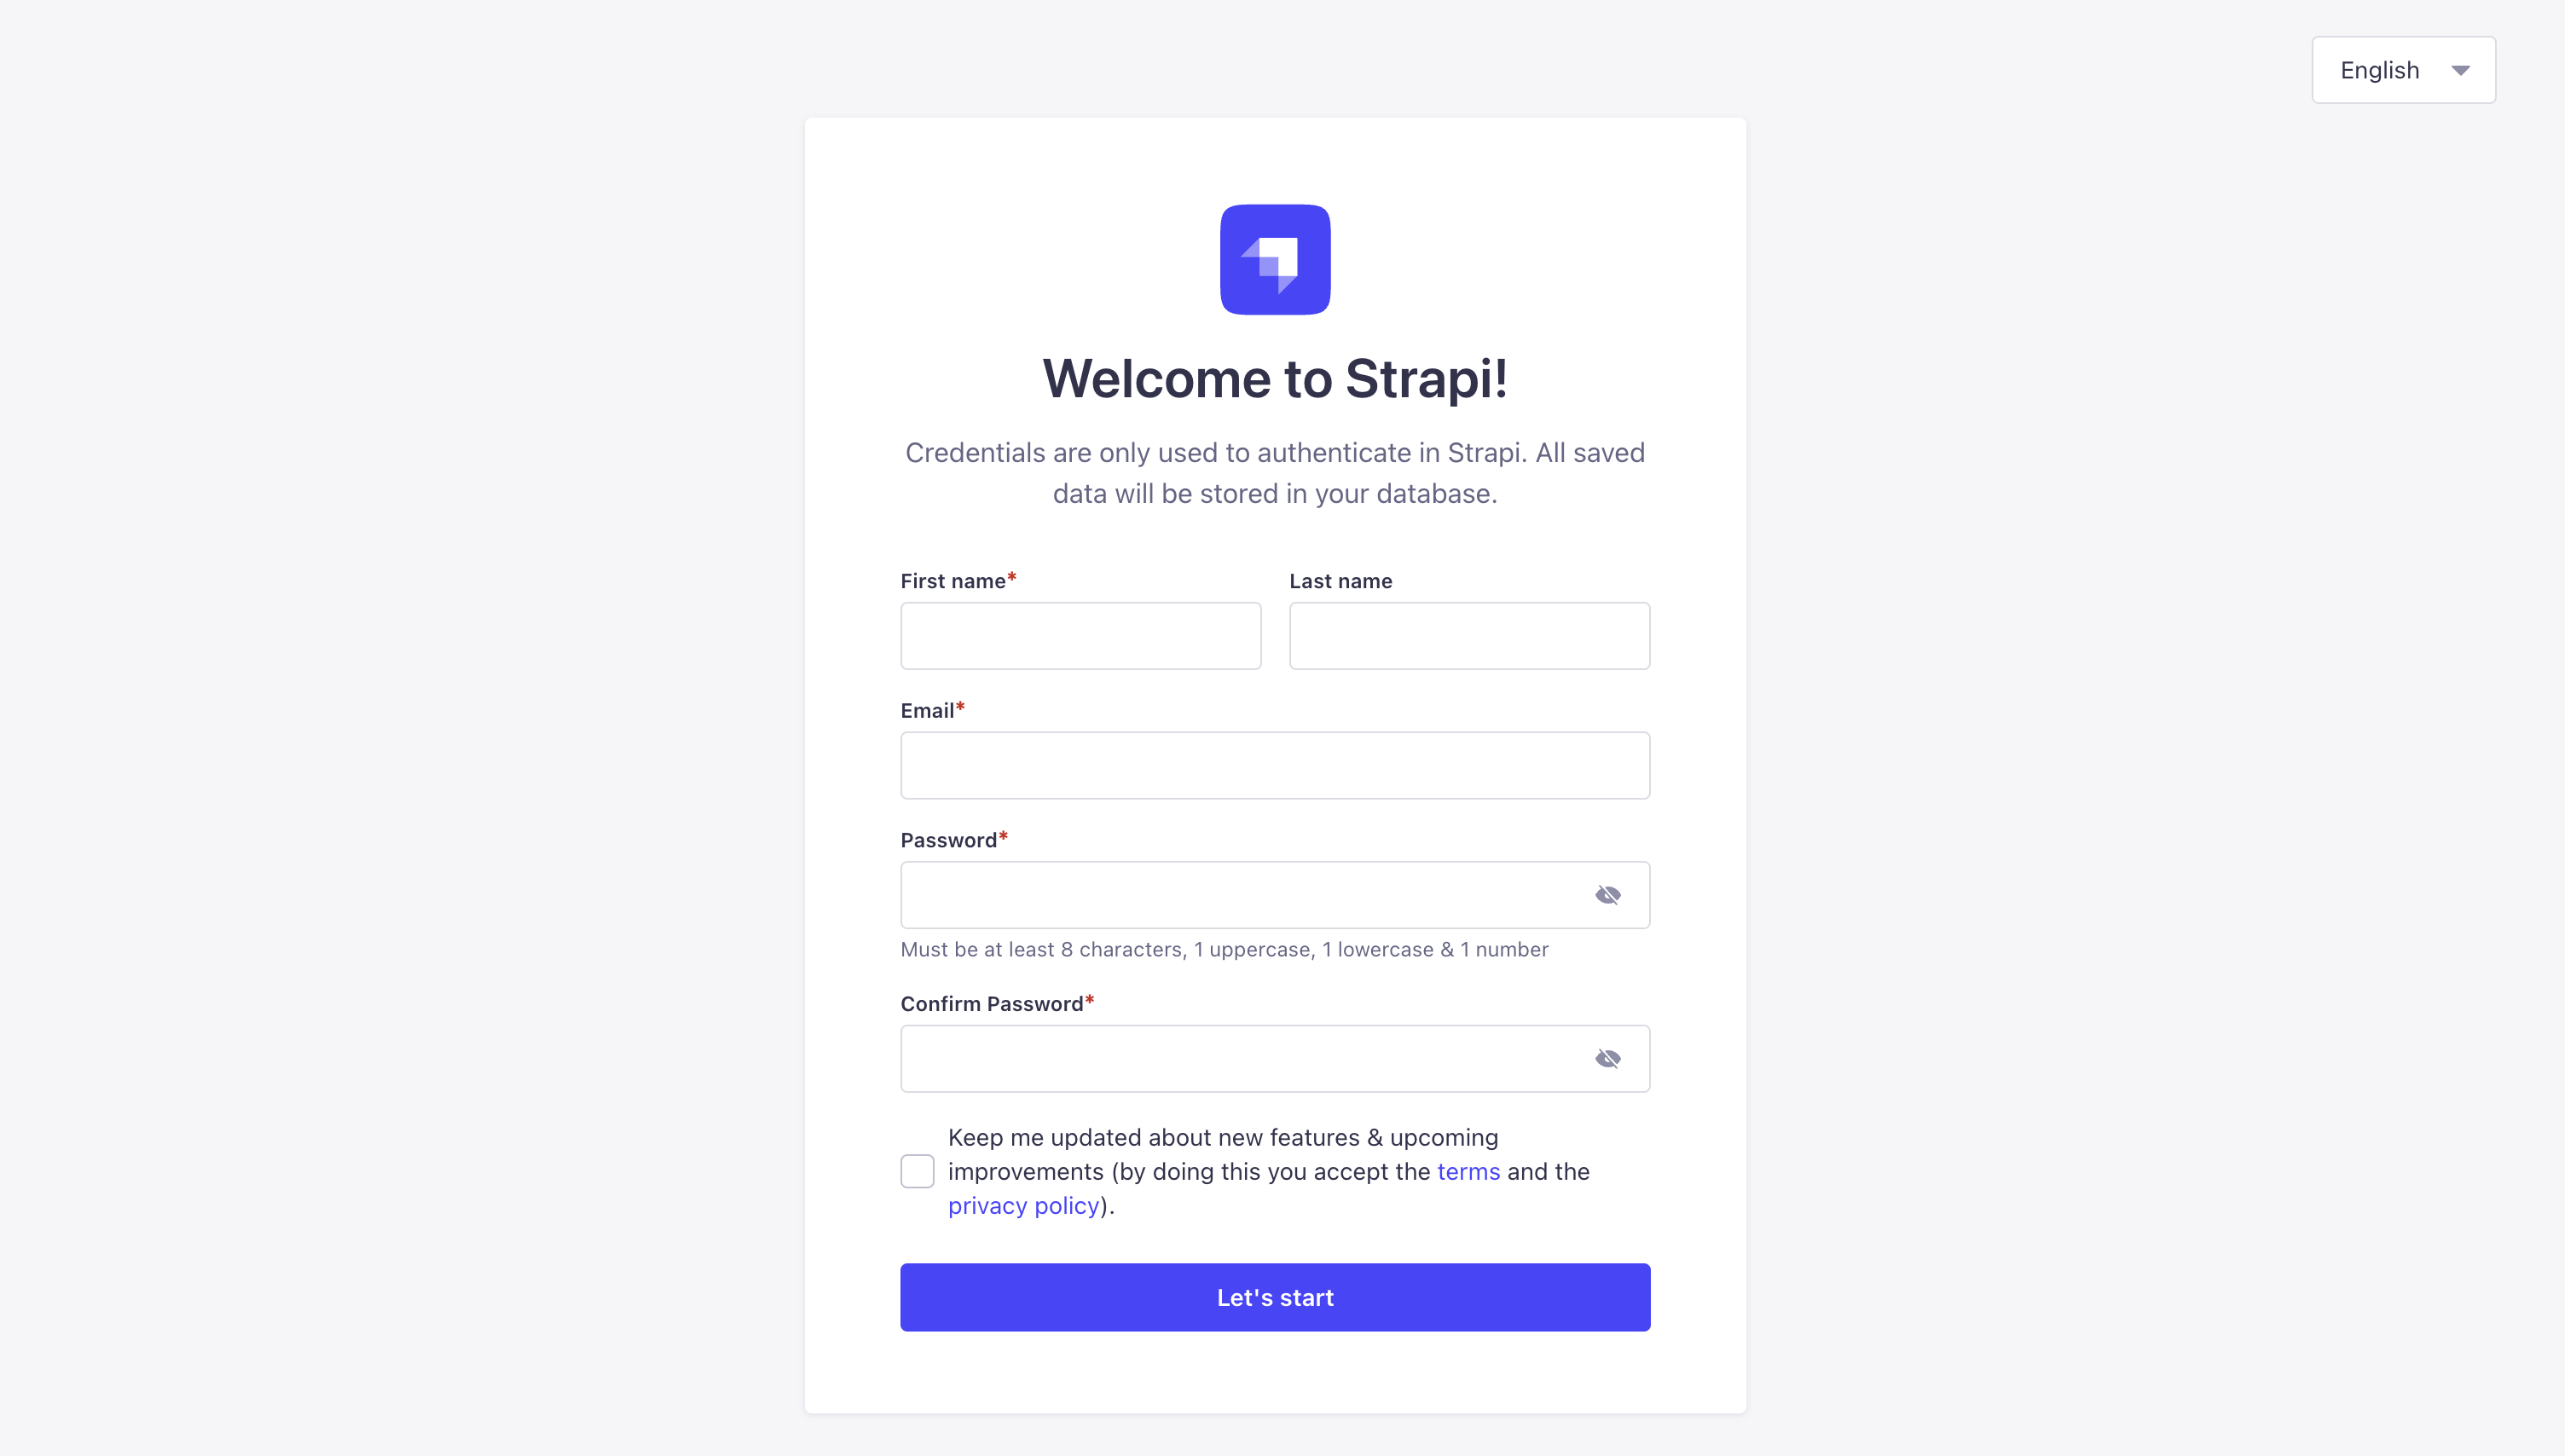 English
Welcome to Strapi!
Credentials are only used to authenticate in Strapi. All saved
data will be stored in your database.
First name*
Last name
Email*
Password*
Must be at least 8 characters, 1 uppercase, 1 lowercase & 1 number
Confirm Password*
Keep me updated about new features & upcoming
improvements (by doing this you accept the terms and the
privacy policy).
Let's start